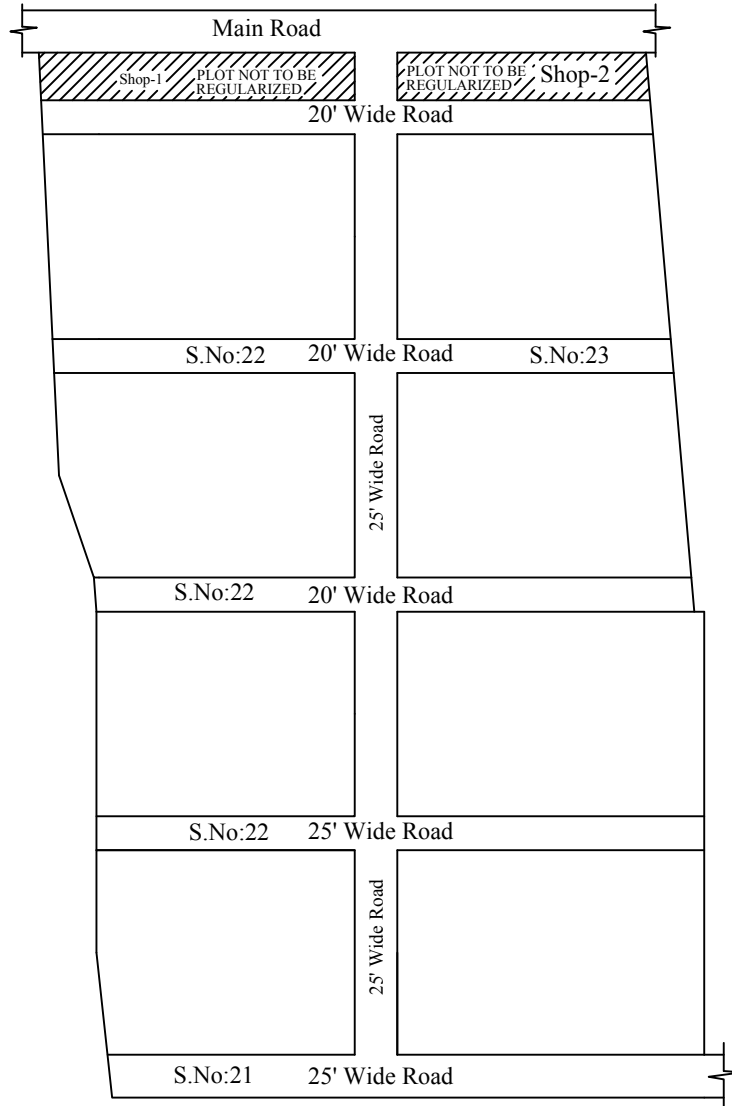 Main Road
Shop-1
PLOT NOT TO BE
REGULARIZED
PLOT NOT TO BE
REGULARIZED
Shop-2
20' Wide Road
S.No:22
20' Wide Road
S.No:23
25' Wide Road
S.No:22
20' Wide Road
S.No:22
25' Wide Road
25' Wide Road
S.No:21
25' Wide Road